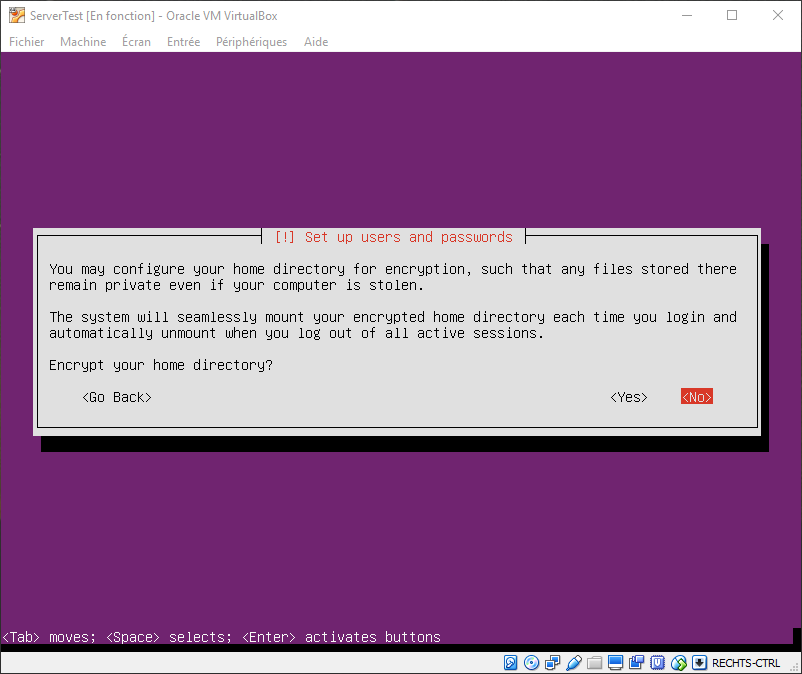 ServerTest [En fonction] - Oracle VM VirtualBox
Fichier Machine Écran Entrée Périphériques Aide
[!] Set up users and passwords
You may configure your home directory for encryption, such that any files stored there
remain private even if your computer is stolen.
The system will seamlessly mount your encrypted home directory each time you login and
automatically unmount when you log out of all active sessions.
Encrypt your home directory?
<Go Back> <Yes> <No>
<Tab> moves; <Space> selects; <Enter> activates buttons
RECHTS-CTRL